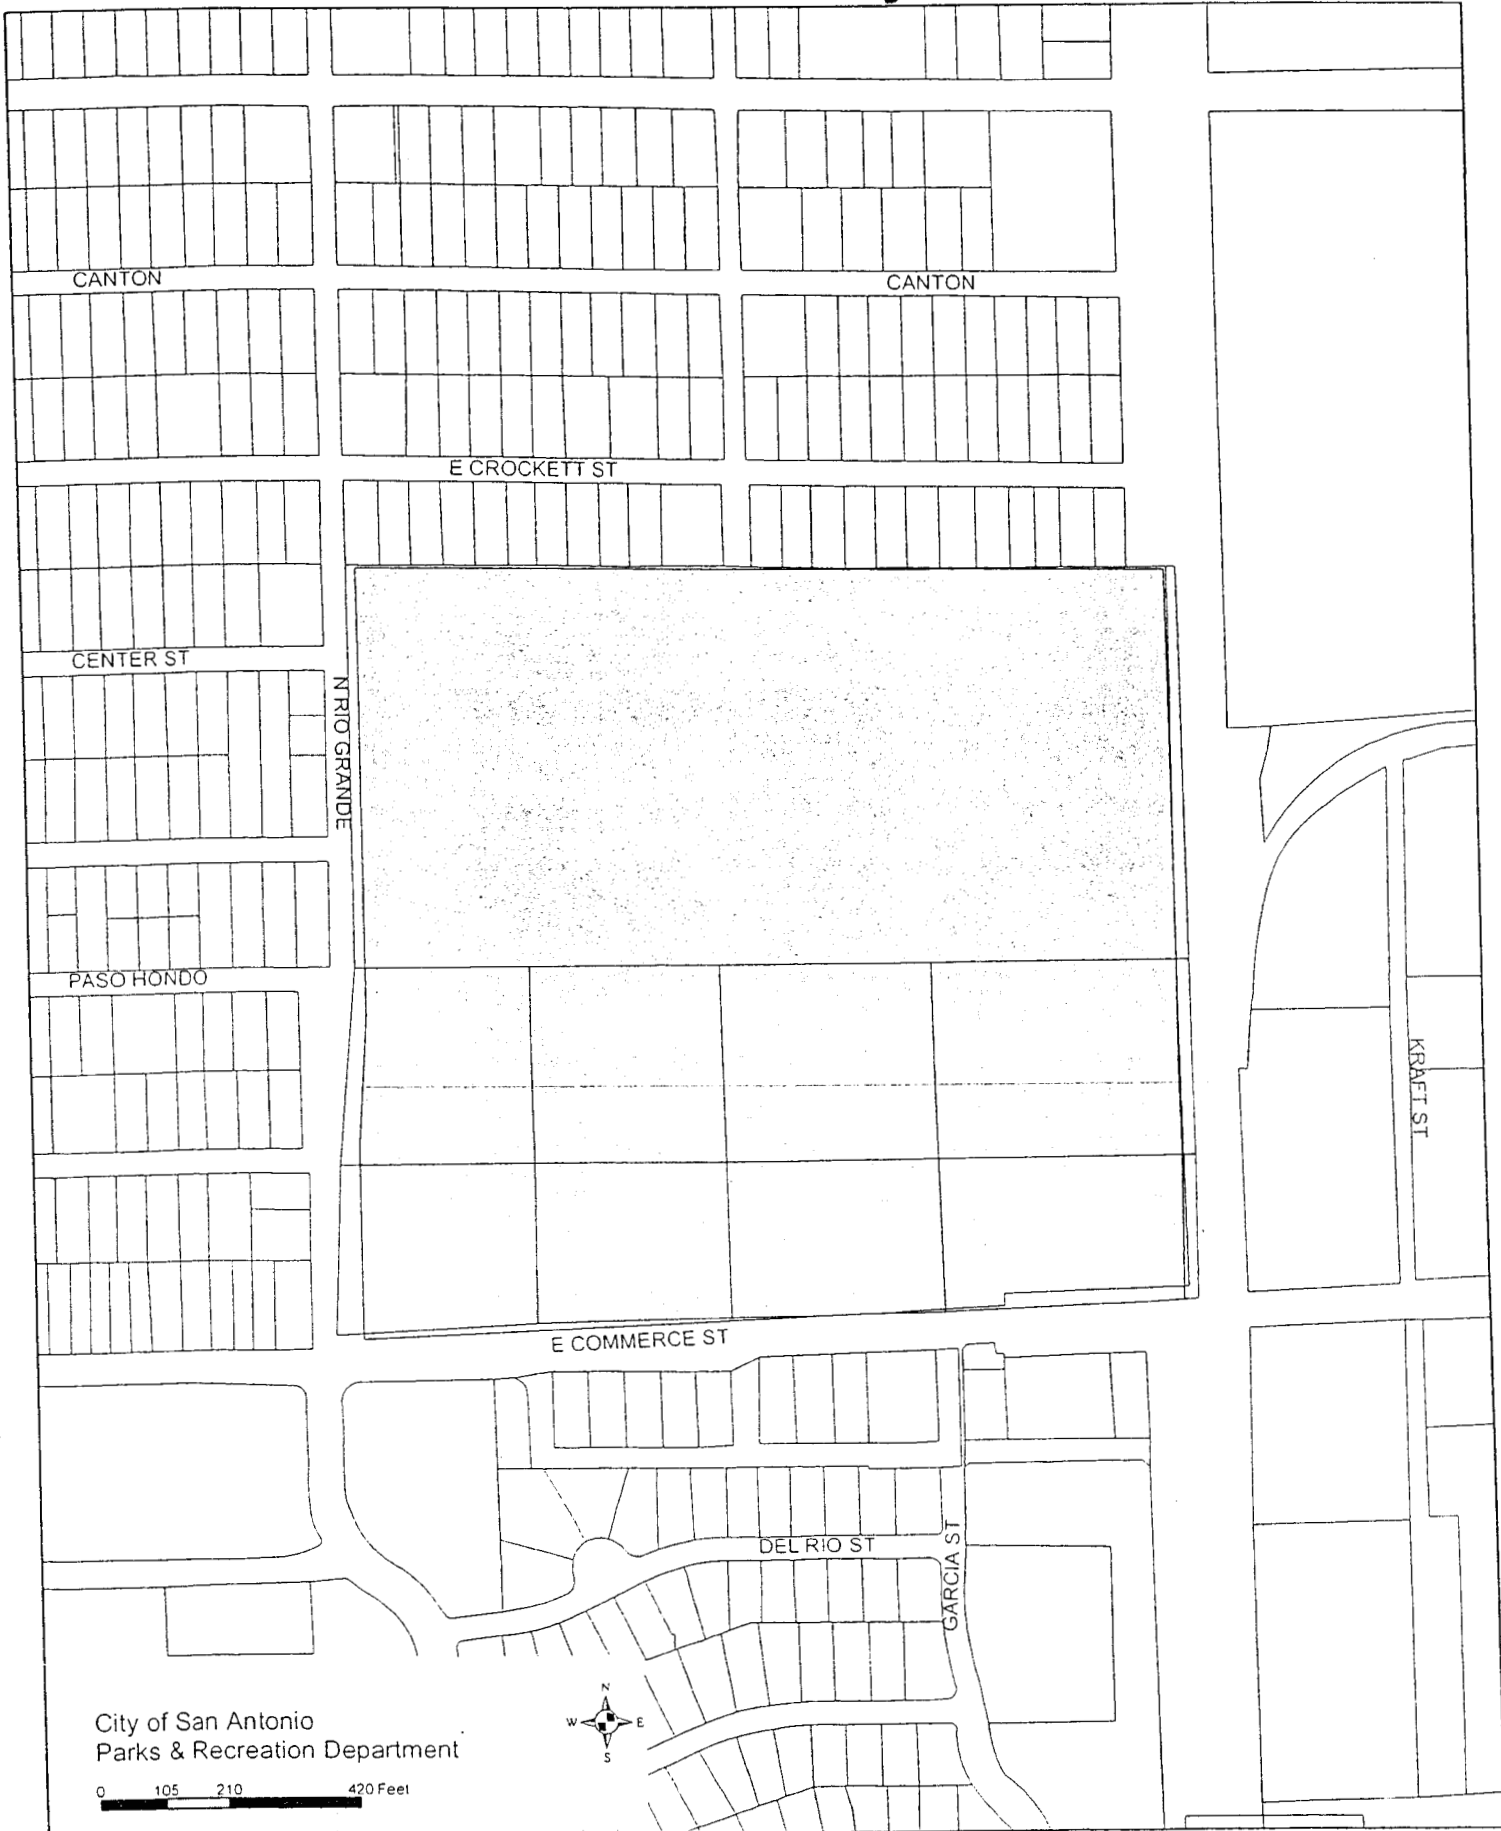 CANTON
CANTON
E CROCKETT ST
CENTER ST
N RIO GRANDE
PASO HONDO
KRAFT ST
E COMMERCE ST
DEL RIO ST
GARCIA ST
N
W E
S
City of San Antonio
Parks & Recreation Department
0 105 210 420 Feet